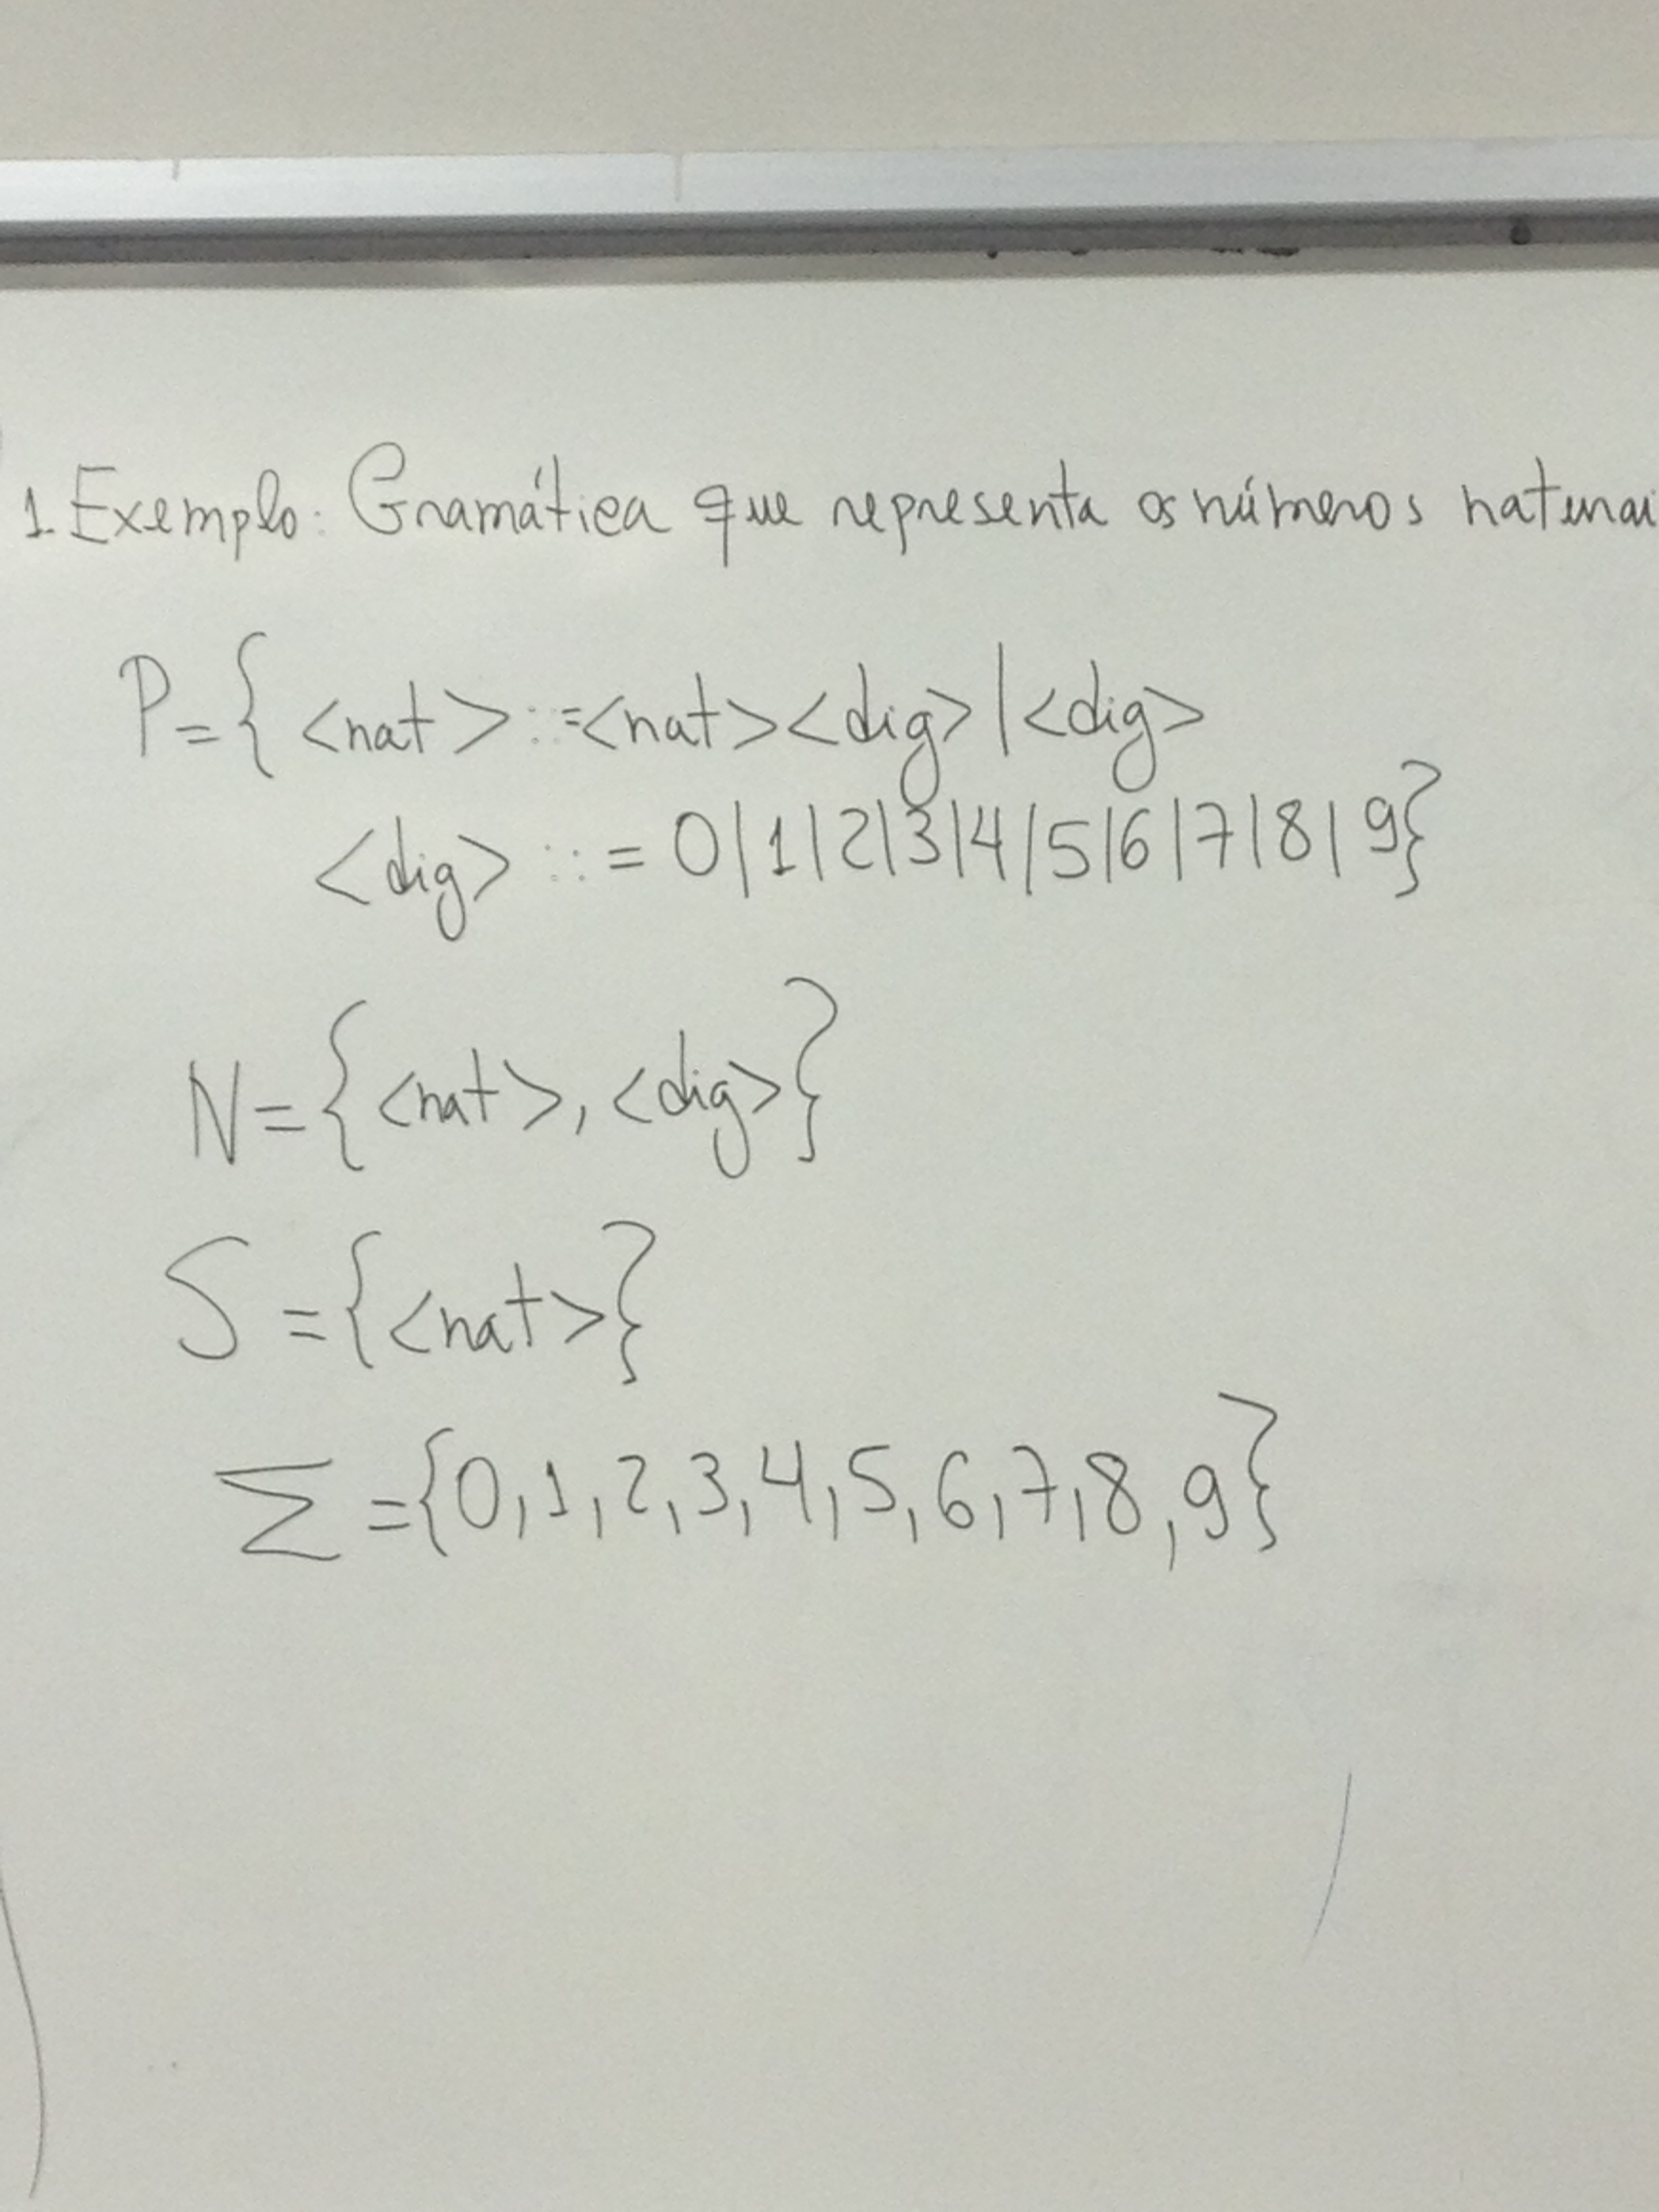 1. Exemplo: Gramática que representa os números naturai
P={ <nat>::=<nat><dig>|<dig>
<dig> ::= 0|1|2|3|4|5|6|7|8|9}
N={<nat>, <dig>}
S={<nat>}
Σ={0,1,2,3,4,5,6,7,8,9}